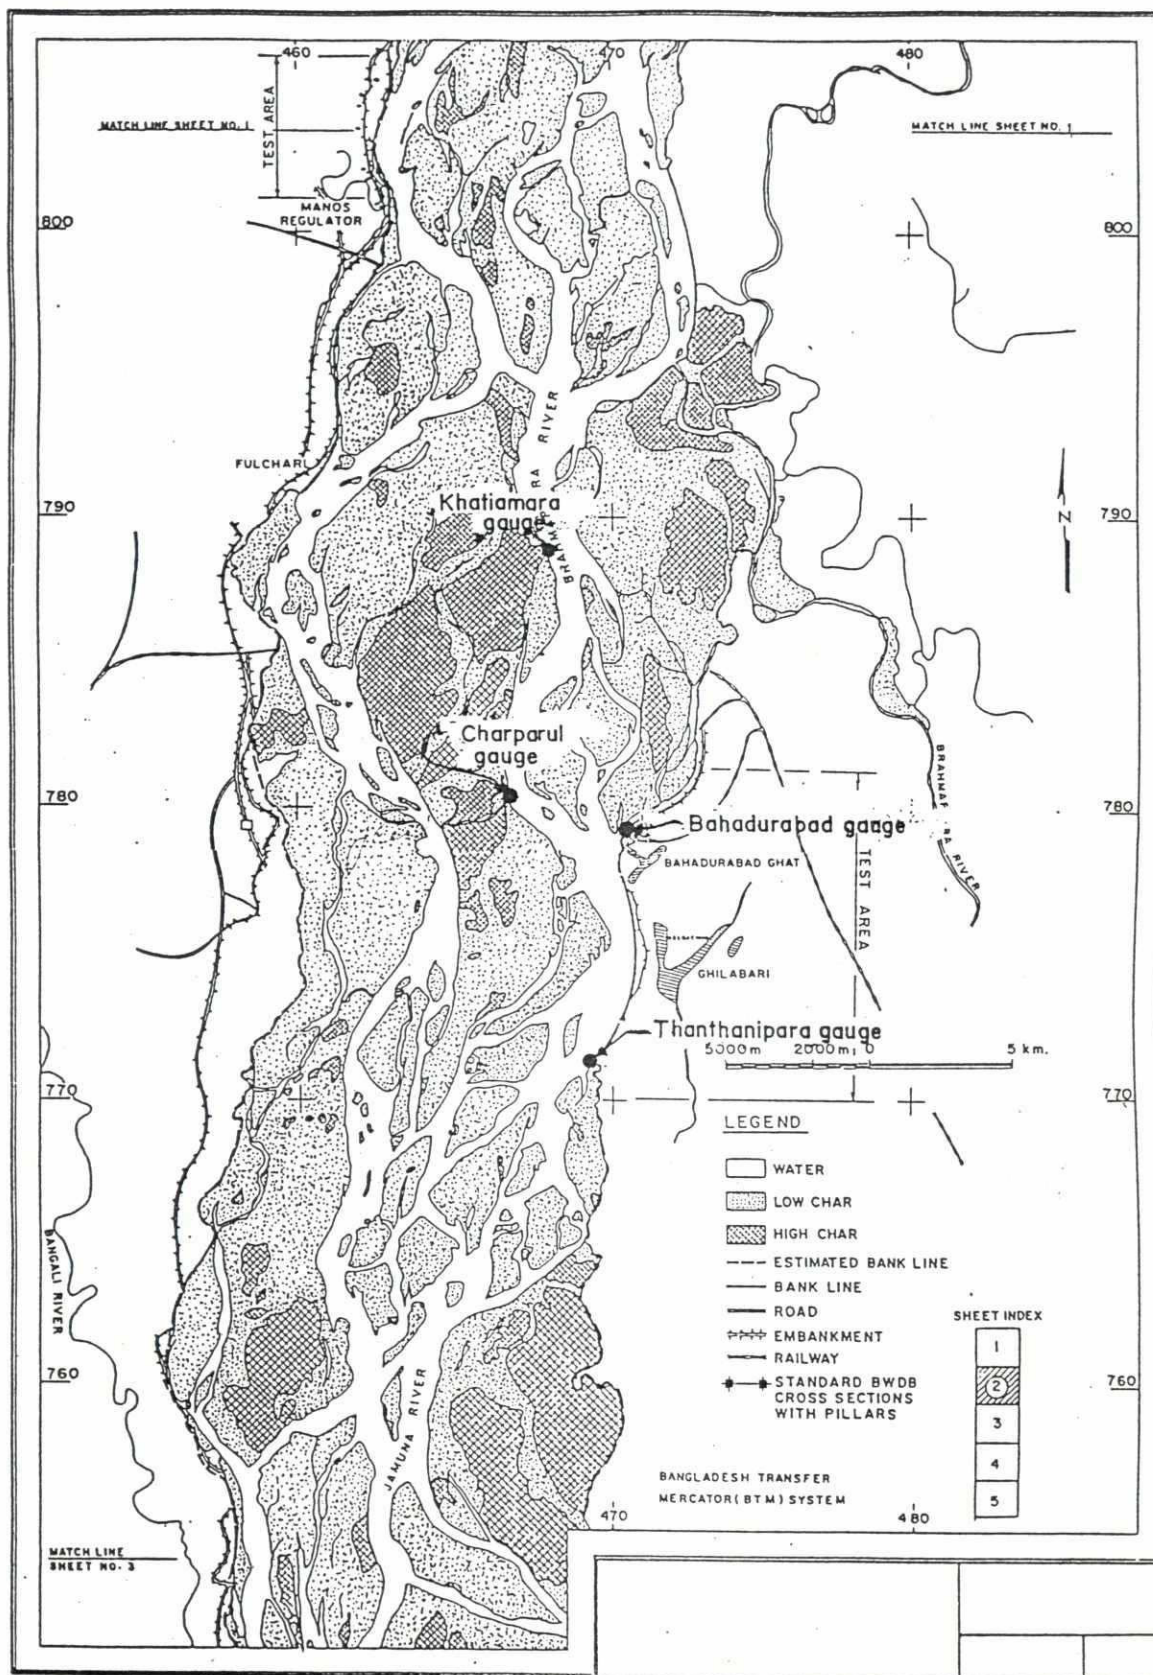 460
470
480
TEST AREA
MATCH LINE SHEET NO. 1
MATCH LINE SHEET NO. 1
MANOS
REGULATOR
800
800
RIVER
FULCHARI
790
790
Khatiamara
gauge
N
Charparul
gauge
780
780
Bahadurabad gauge
BAHADURABAD GHAT
TEST AREA
RIVER
GHILABARI
Thanthanipara gauge
5000m 2000m 0 5 km.
770
770
LEGEND
WATER
LOW CHAR
HIGH CHAR
ESTIMATED BANK LINE
BANK LINE
ROAD
EMBANKMENT
RAILWAY
STANDARD BWDB
CROSS SECTIONS
WITH PILLARS
BANGALI RIVER
SHEET INDEX
1
2
3
4
5
760
760
JAMUNA RIVER
BANGLADESH TRANSFER
MERCATOR (BTM) SYSTEM
470
480
MATCH LINE
SHEET NO. 3